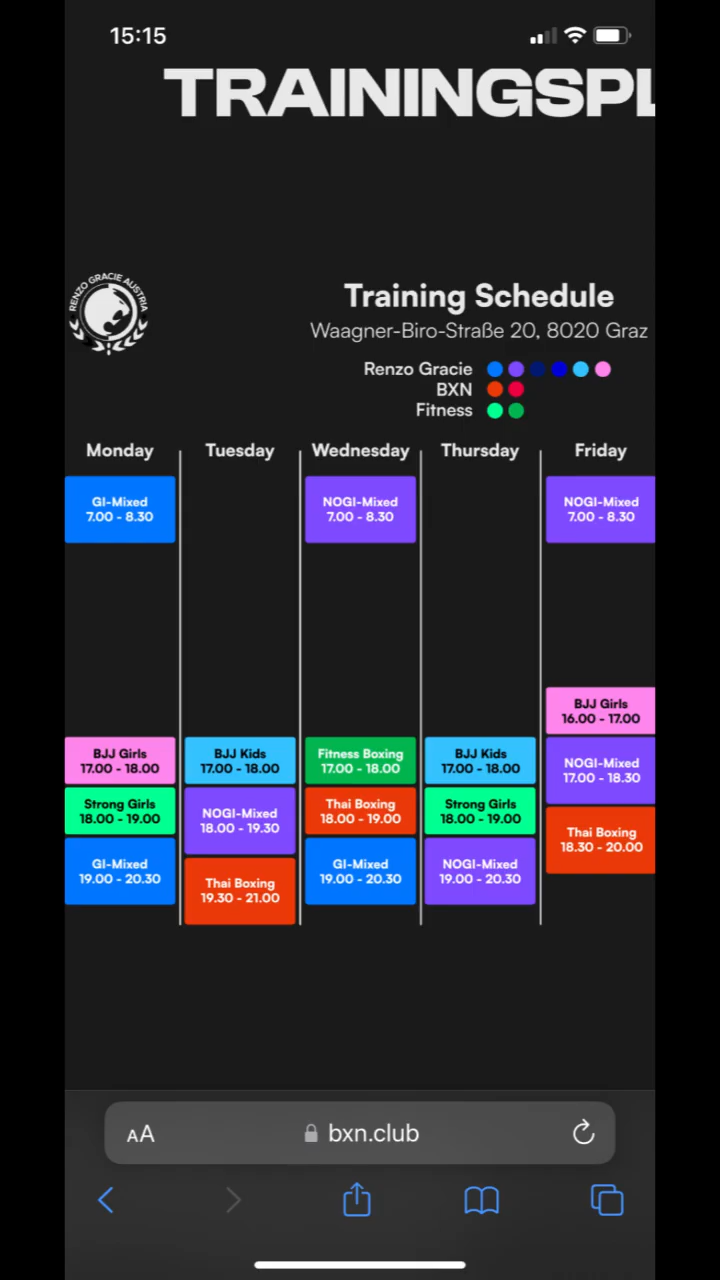 15:15
TRAININGSPL
RENZO GRACIE AUSTRIA
Training Schedule
Waagner-Biro-Straße 20, 8020 Graz
Renzo Gracie
BXN
Fitness
Monday Tuesday Wednesday Thursday Friday
GI-Mixed
7.00 - 8.30
NOGI-Mixed
7.00 - 8.30
NOGI-Mixed
7.00 - 8.30
BJJ Girls
16.00 - 17.00
BJJ Girls
17.00 - 18.00
BJJ Kids
17.00 - 18.00
Fitness Boxing
17.00 - 18.00
BJJ Kids
17.00 - 18.00
NOGI-Mixed
17.00 - 18.30
Strong Girls
18.00 - 19.00
NOGI-Mixed
18.00 - 19.30
Thai Boxing
18.00 - 19.00
Strong Girls
18.00 - 19.00
Thai Boxing
18.30 - 20.00
GI-Mixed
19.00 - 20.30
Thai Boxing
19.30 - 21.00
GI-Mixed
19.00 - 20.30
NOGI-Mixed
19.00 - 20.30
AA
bxn.club